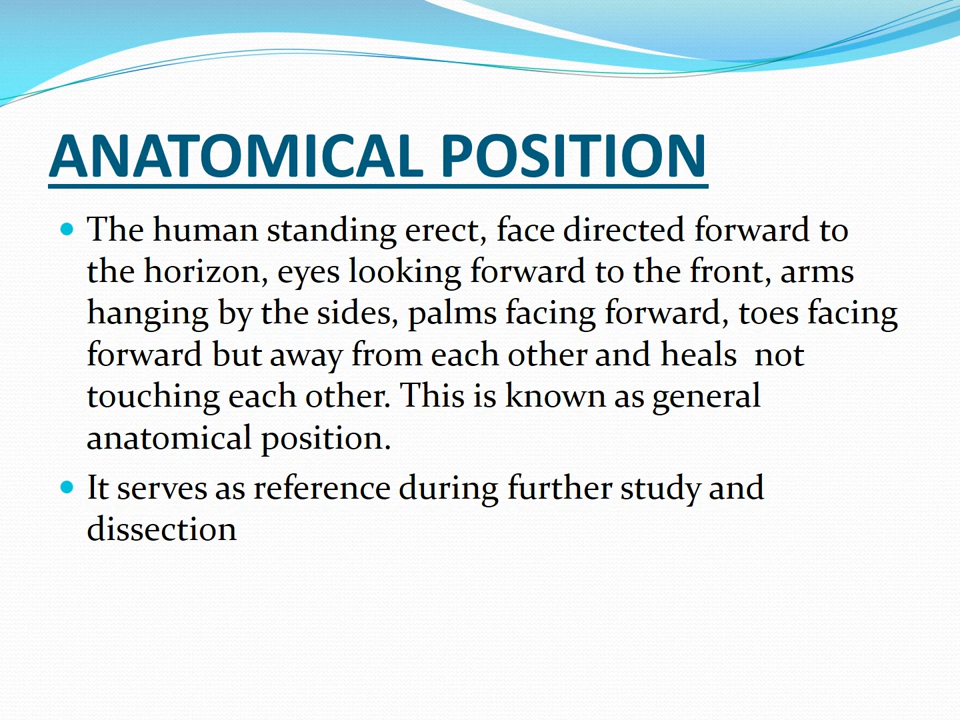 ANATOMICAL POSITION
• The human standing erect, face directed forward to
the horizon, eyes looking forward to the front, arms
hanging by the sides, palms facing forward, toes facing
forward but away from each other and heals  not
touching each other. This is known as general
anatomical position.
• It serves as reference during further study and
dissection